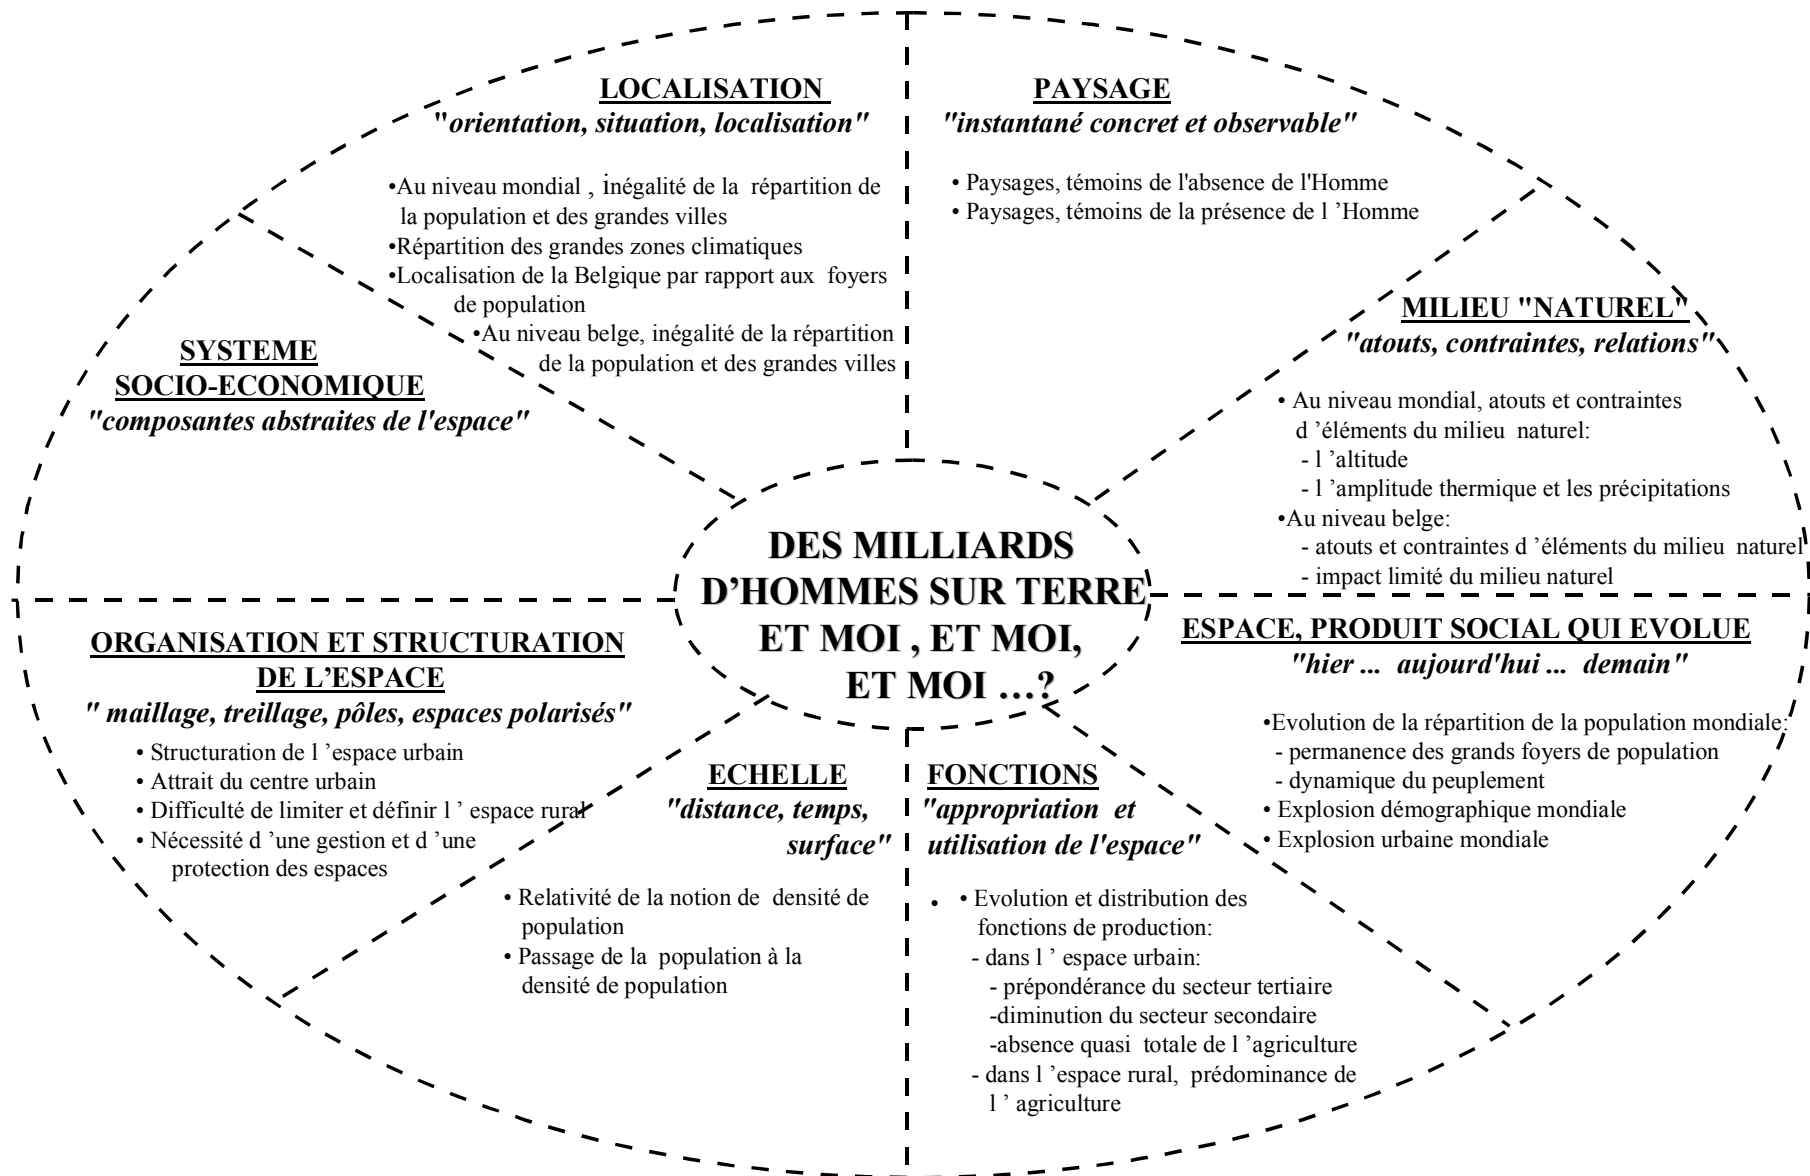 LOCALISATION
"orientation, situation, localisation"
•Au niveau mondial , inégalité de la répartition de
la population et des grandes villes
•Répartition des grandes zones climatiques
•Localisation de la Belgique par rapport aux foyers
de population
•Au niveau belge, inégalité de la répartition
de la population et des grandes villes
PAYSAGE
"instantané concret et observable"
• Paysages, témoins de l'absence de l'Homme
• Paysages, témoins de la présence de l ’Homme
MILIEU "NATUREL"
"atouts, contraintes, relations"
• Au niveau mondial, atouts et contraintes
d ’éléments du milieu naturel:
- l ’altitude
- l ’amplitude thermique et les précipitations
•Au niveau belge:
- atouts et contraintes d ’éléments du milieu naturel
- impact limité du milieu naturel
SYSTEME
SOCIO-ECONOMIQUE
"composantes abstraites de l'espace"
DES MILLIARDS
D’HOMMES SUR TERRE
ET MOI , ET MOI,
ET MOI …?
ORGANISATION ET STRUCTURATION
DE L’ESPACE
" maillage, treillage, pôles, espaces polarisés"
• Structuration de l ’espace urbain
• Attrait du centre urbain
• Difficulté de limiter et définir l ’ espace rural
• Nécessité d ’une gestion et d ’une
protection des espaces
ECHELLE
"distance, temps,
surface"
• Relativité de la notion de densité de
population
• Passage de la population à la
densité de population
FONCTIONS
"appropriation et
utilisation de l'espace"
• • Evolution et distribution des
fonctions de production:
- dans l ’ espace urbain:
- prépondérance du secteur tertiaire
-diminution du secteur secondaire
-absence quasi totale de l ’agriculture
- dans l ’espace rural, prédominance de
l ’ agriculture
ESPACE, PRODUIT SOCIAL QUI EVOLUE
"hier ... aujourd'hui ... demain"
•Evolution de la répartition de la population mondiale:
- permanence des grands foyers de population
- dynamique du peuplement
• Explosion démographique mondiale
• Explosion urbaine mondiale